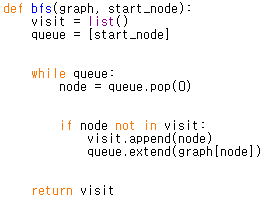 def bfs(graph, start_node):
    visit = list()
    queue = [start_node]

    while queue:
        node = queue.pop(0)

        if node not in visit:
            visit.append(node)
            queue.extend(graph[node])

    return visit